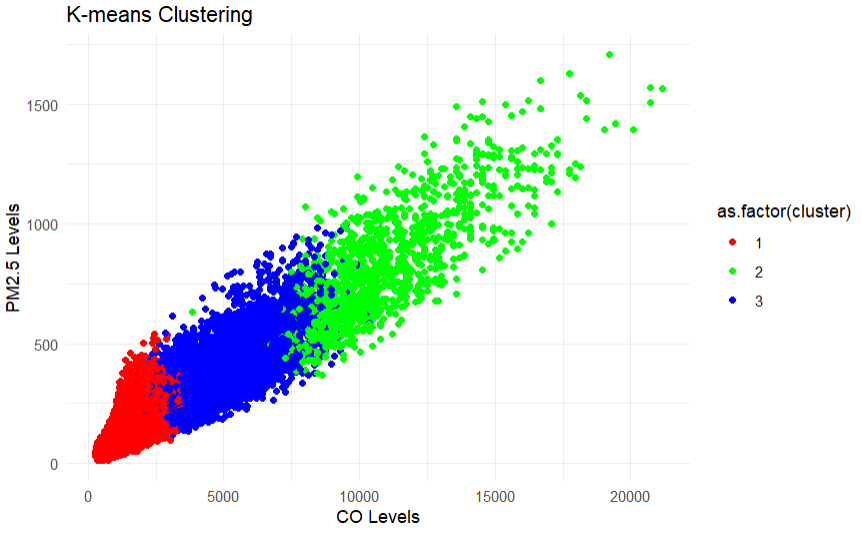 K-means Clustering
PM2.5 Levels
1500
1000
500
0
0 5000 10000 15000 20000
CO Levels
as.factor(cluster)
1
2
3